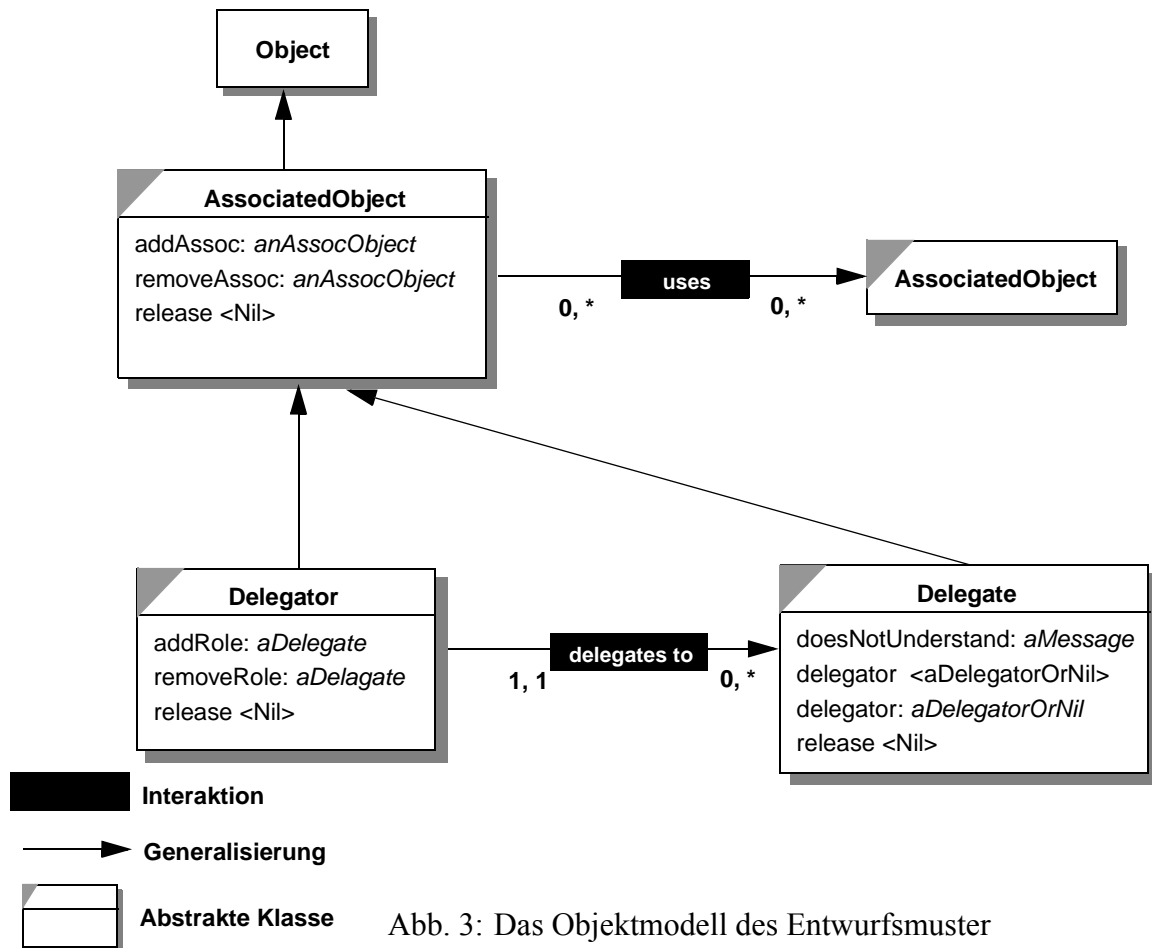 Object
AssociatedObject
addAssoc: anAssocObject
removeAssoc: anAssocObject
release <Nil>
uses
0, *
0, *
AssociatedObject
Delegator
addRole: aDelegate
removeRole: aDelagate
release <Nil>
delegates to
1, 1
0, *
Delegate
doesNotUnderstand: aMessage
delegator <aDelegatorOrNil>
delegator: aDelegatorOrNil
release <Nil>
Interaktion
Generalisierung
Abstrakte Klasse
Abb. 3: Das Objektmodell des Entwurfsmuster